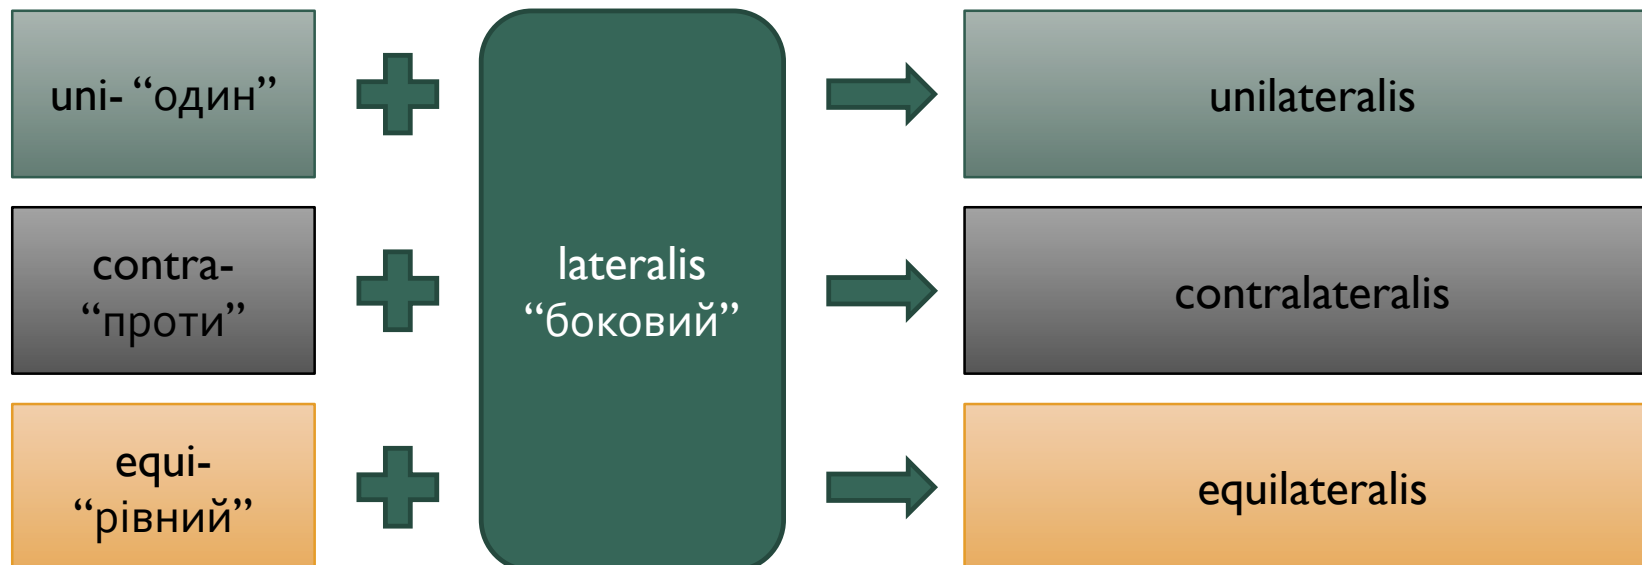 uni- “один”
unilateralis
contra-
“проти”
lateralis
“боковий”
contralateralis
equi-
“рівний”
equilateralis